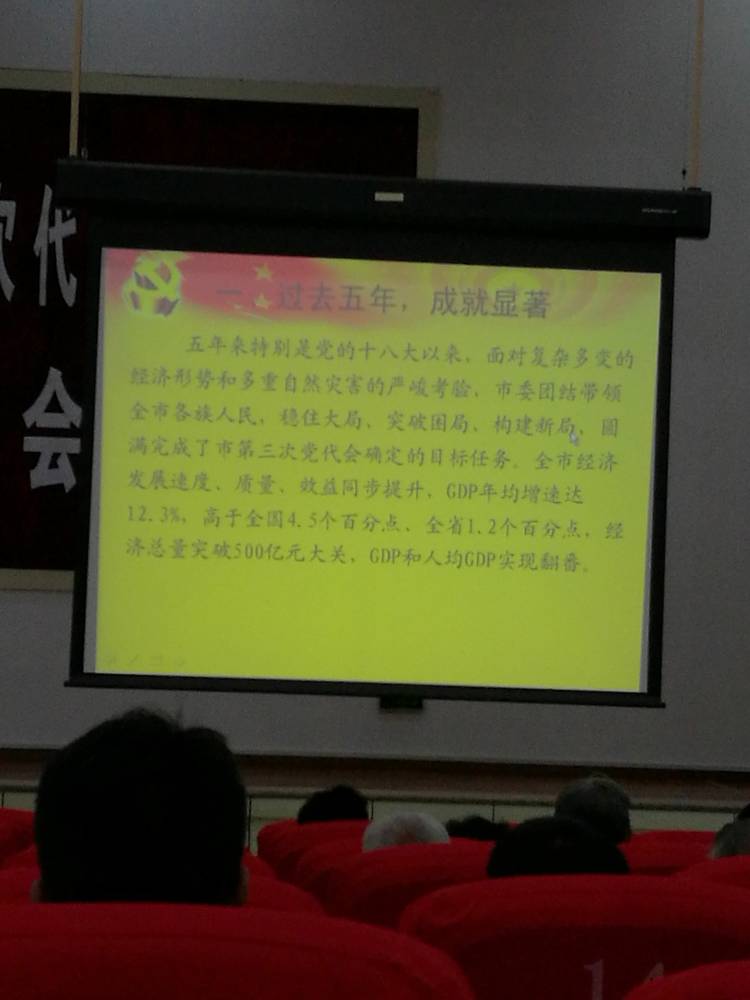 代
会
一、过去五年，成就显著
五年来特别是党的十八大以来，面对复杂多变的
经济形势和多重自然灾害的严峻考验，市委团结带领
全市各族人民，稳住大局、突破困局、构建新局，圆
满完成了市第三次党代会确定的目标任务。全市经济
发展速度、质量、效益同步提升，GDP年均增速达
12.3%，高于全国4.5个百分点、全省1.2个百分点，经
济总量突破500亿元大关，GDP和人均GDP实现翻番。
14